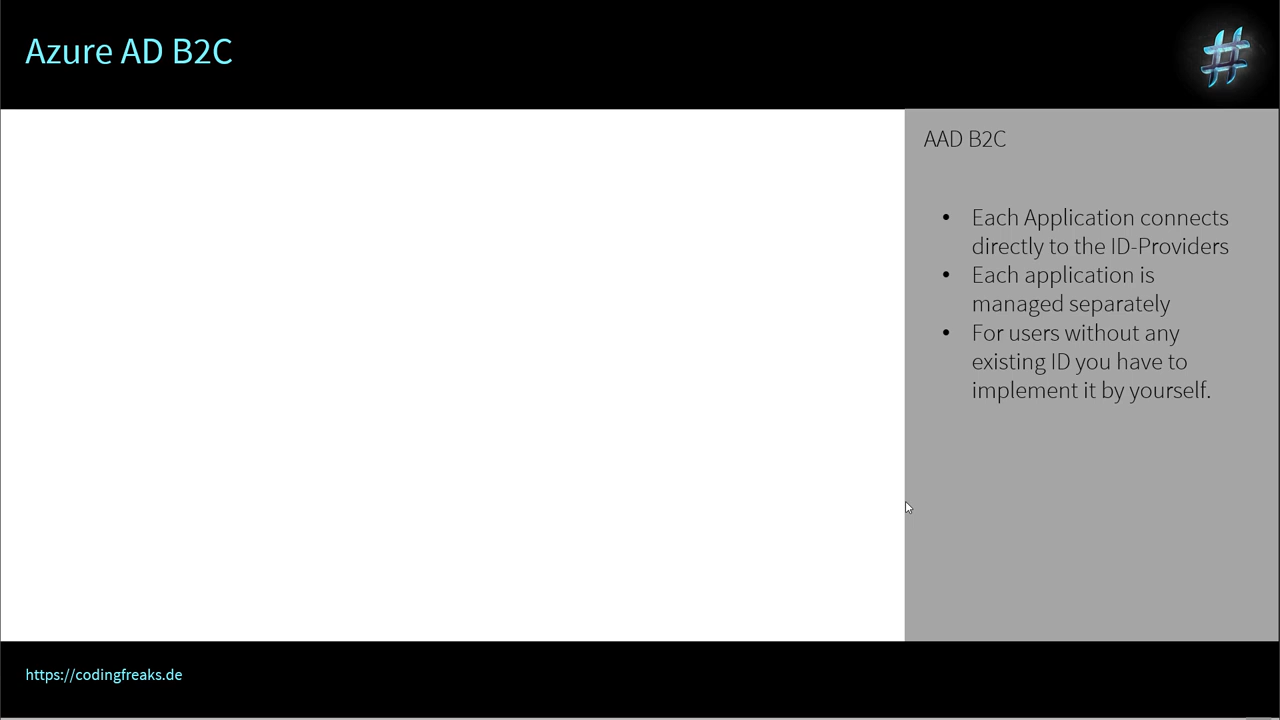 Azure AD B2C
AAD B2C
• Each Application connects
directly to the ID-Providers
• Each application is
managed separately
• For users without any
existing ID you have to
implement it by yourself.
https://codingfreaks.de